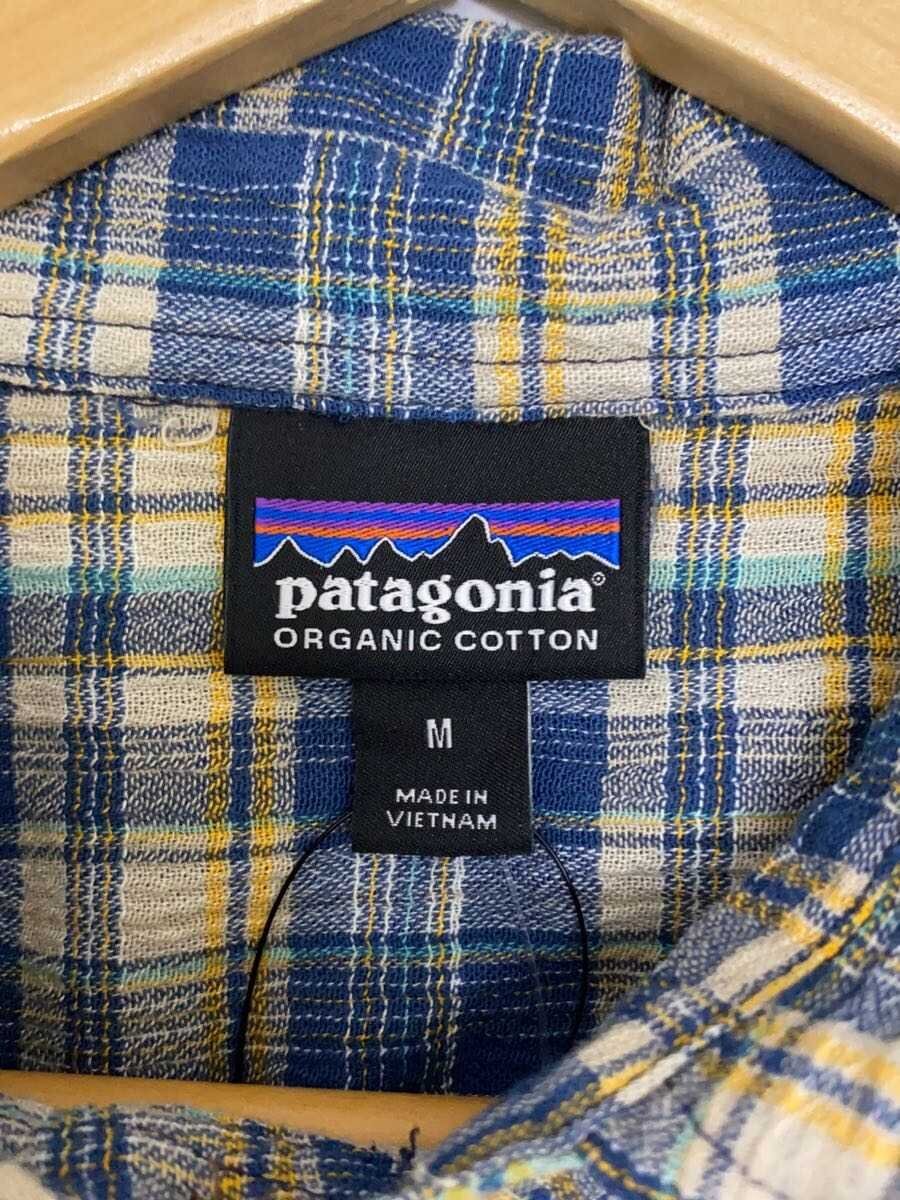 patagonia®
ORGANIC COTTON
M
MADE IN
VIETNAM